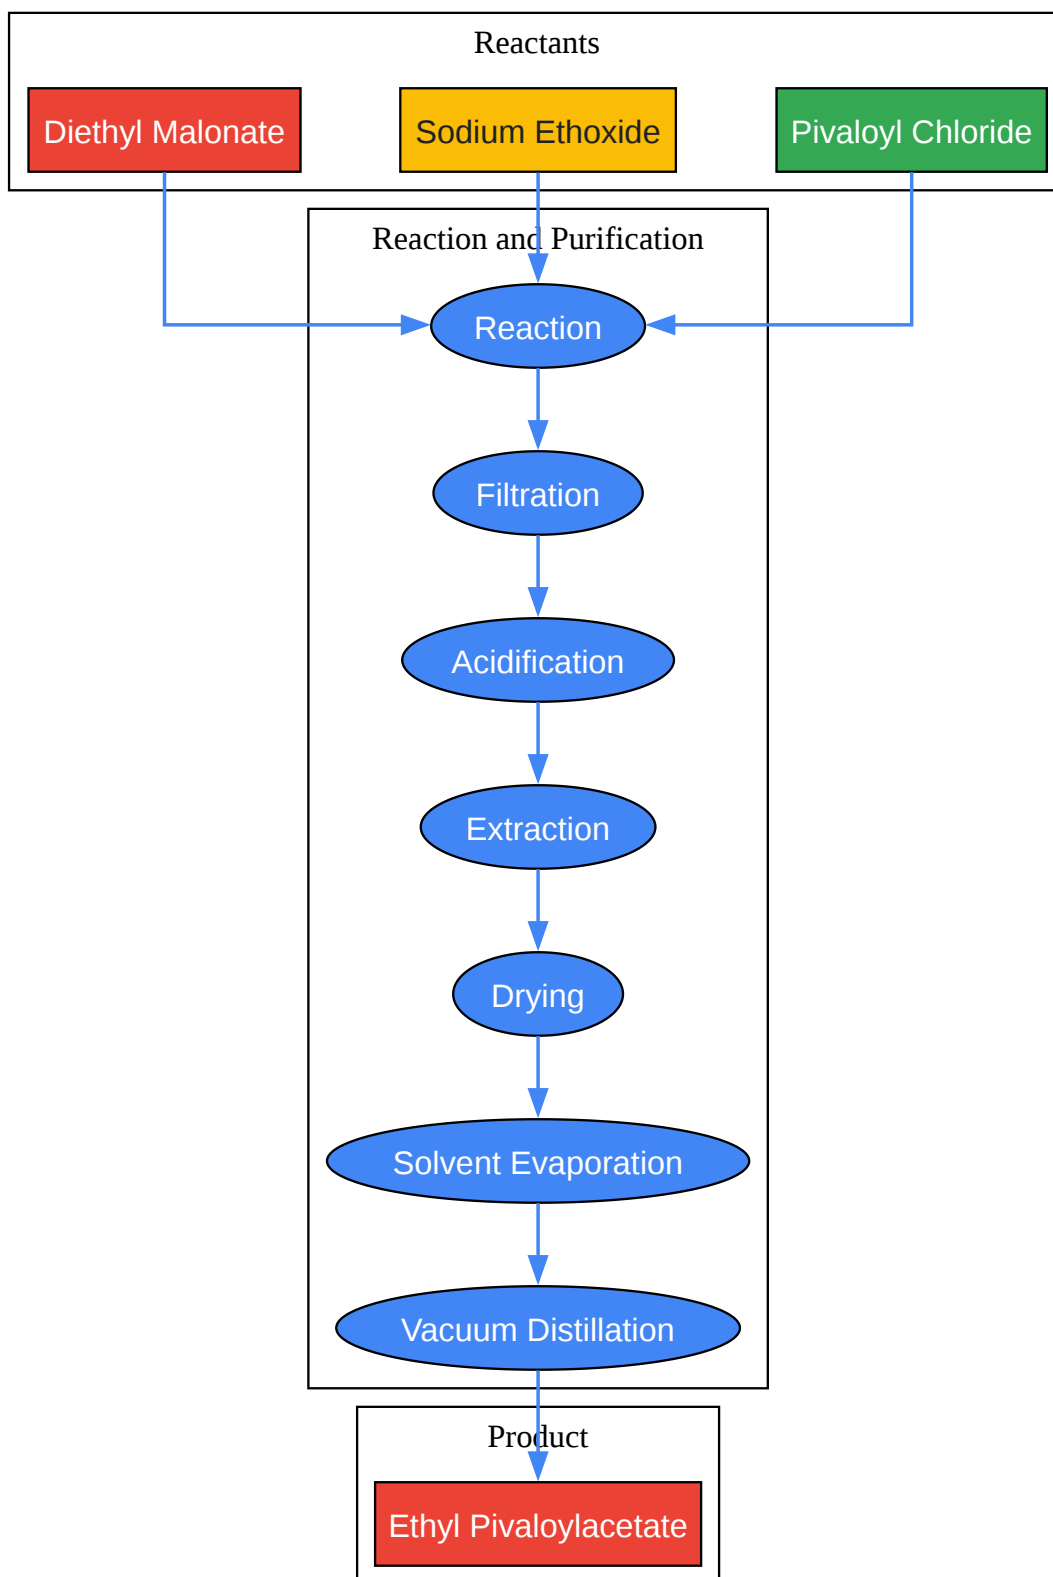 Reactants
Diethyl Malonate
Sodium Ethoxide
Pivaloyl Chloride
Reaction and Purification
Reaction
Filtration
Acidification
Extraction
Drying
Solvent Evaporation
Vacuum Distillation
Product
Ethyl Pivaloylacetate